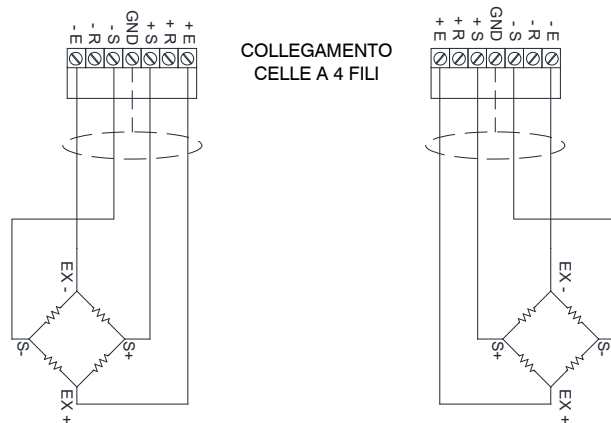 - E
- R
- S
GND
+ S
+ R
+ E
COLLEGAMENTO
CELLE A 4 FILI
+ E
+ R
+ S
GND
- S
- R
- E
EX -
S-
S+
EX +
EX -
S+
S-
EX +